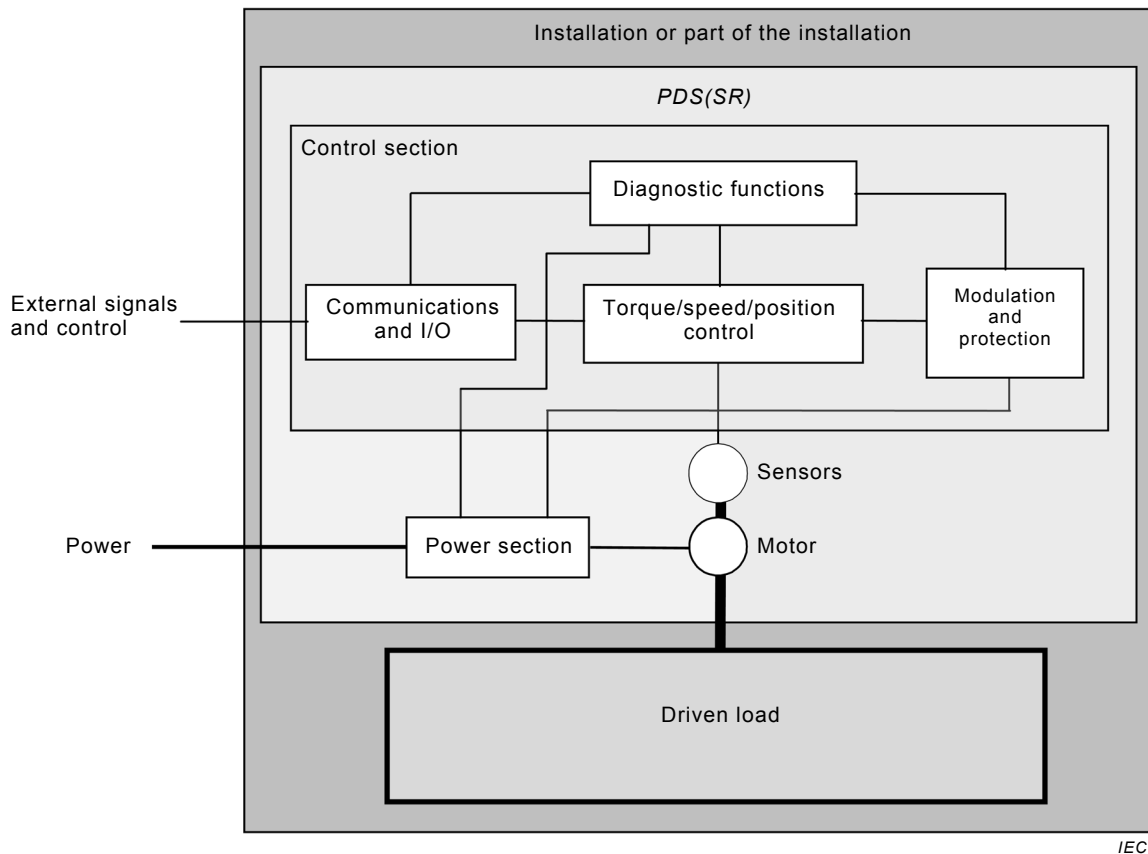 Installation or part of the installation
PDS(SR)
Control section
Diagnostic functions
External signals
and control
Communications
and I/O
Torque/speed/position
control
Modulation
and
protection
Sensors
Power
Power section
Motor
Driven load
IEC